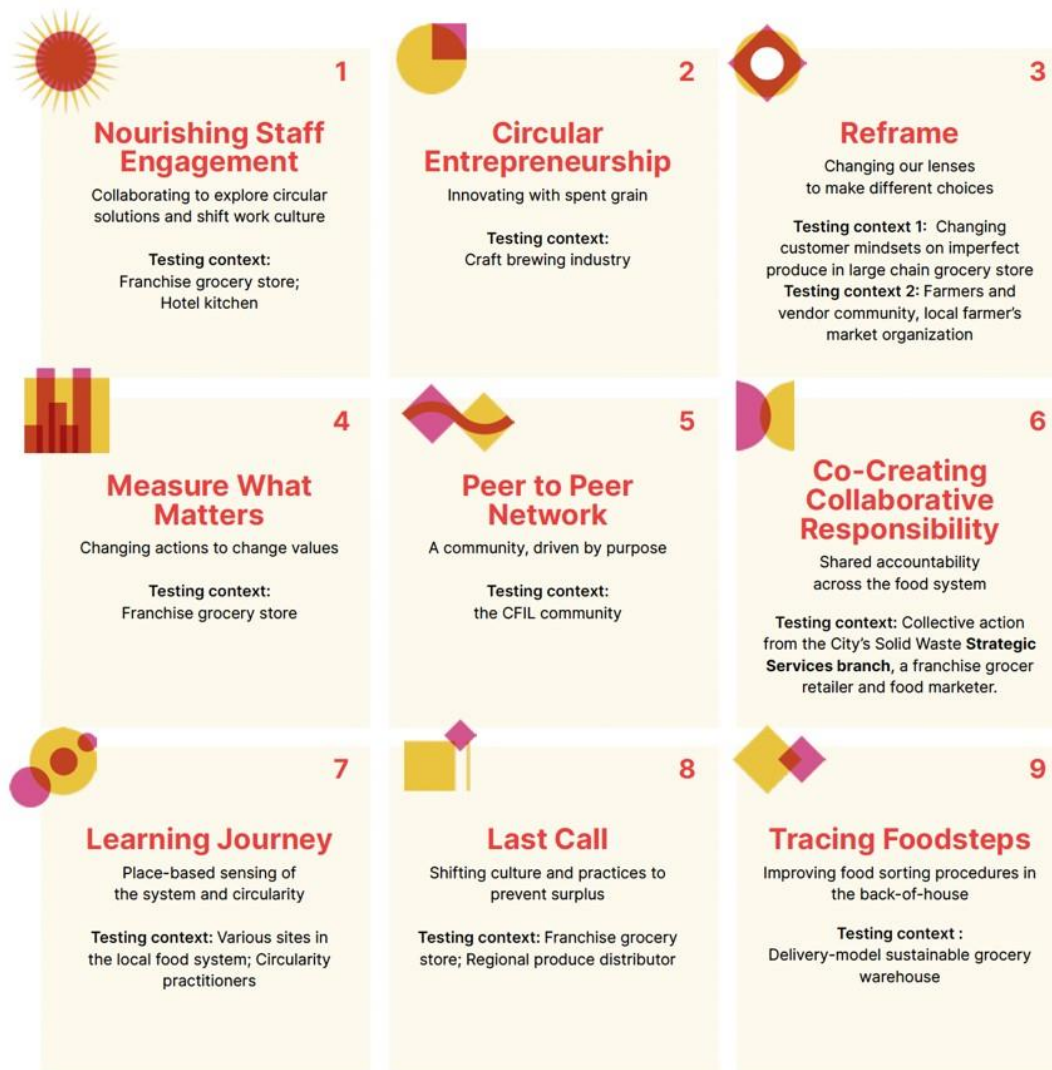 1
Nourishing Staff
Engagement
Collaborating to explore circular
solutions and shift work culture
Testing context:
Franchise grocery store;
Hotel kitchen
2
Circular
Entrepreneurship
Innovating with spent grain
Testing context:
Craft brewing industry
3
Reframe
Changing our lenses
to make different choices
Testing context 1: Changing
customer mindsets on imperfect
produce in large chain grocery store
Testing context 2: Farmers and
vendor community, local farmer's
market organization
4
Measure What
Matters
Changing actions to change values
Testing context:
Franchise grocery store
5
Peer to Peer
Network
A community, driven by purpose
Testing context:
the CFIL community
6
Co-Creating
Collaborative
Responsibility
Shared accountability
across the food system
Testing context: Collective action
from the City's Solid Waste Strategic
Services branch, a franchise grocer
retailer and food marketer.
7
Learning Journey
Place-based sensing of
the system and circularity
Testing context: Various sites in
the local food system; Circularity
practitioners
8
Last Call
Shifting culture and practices to
prevent surplus
Testing context: Franchise grocery
store; Regional produce distributor
9
Tracing Foodsteps
Improving food sorting procedures in
the back-of-house
Testing context :
Delivery-model sustainable grocery
warehouse